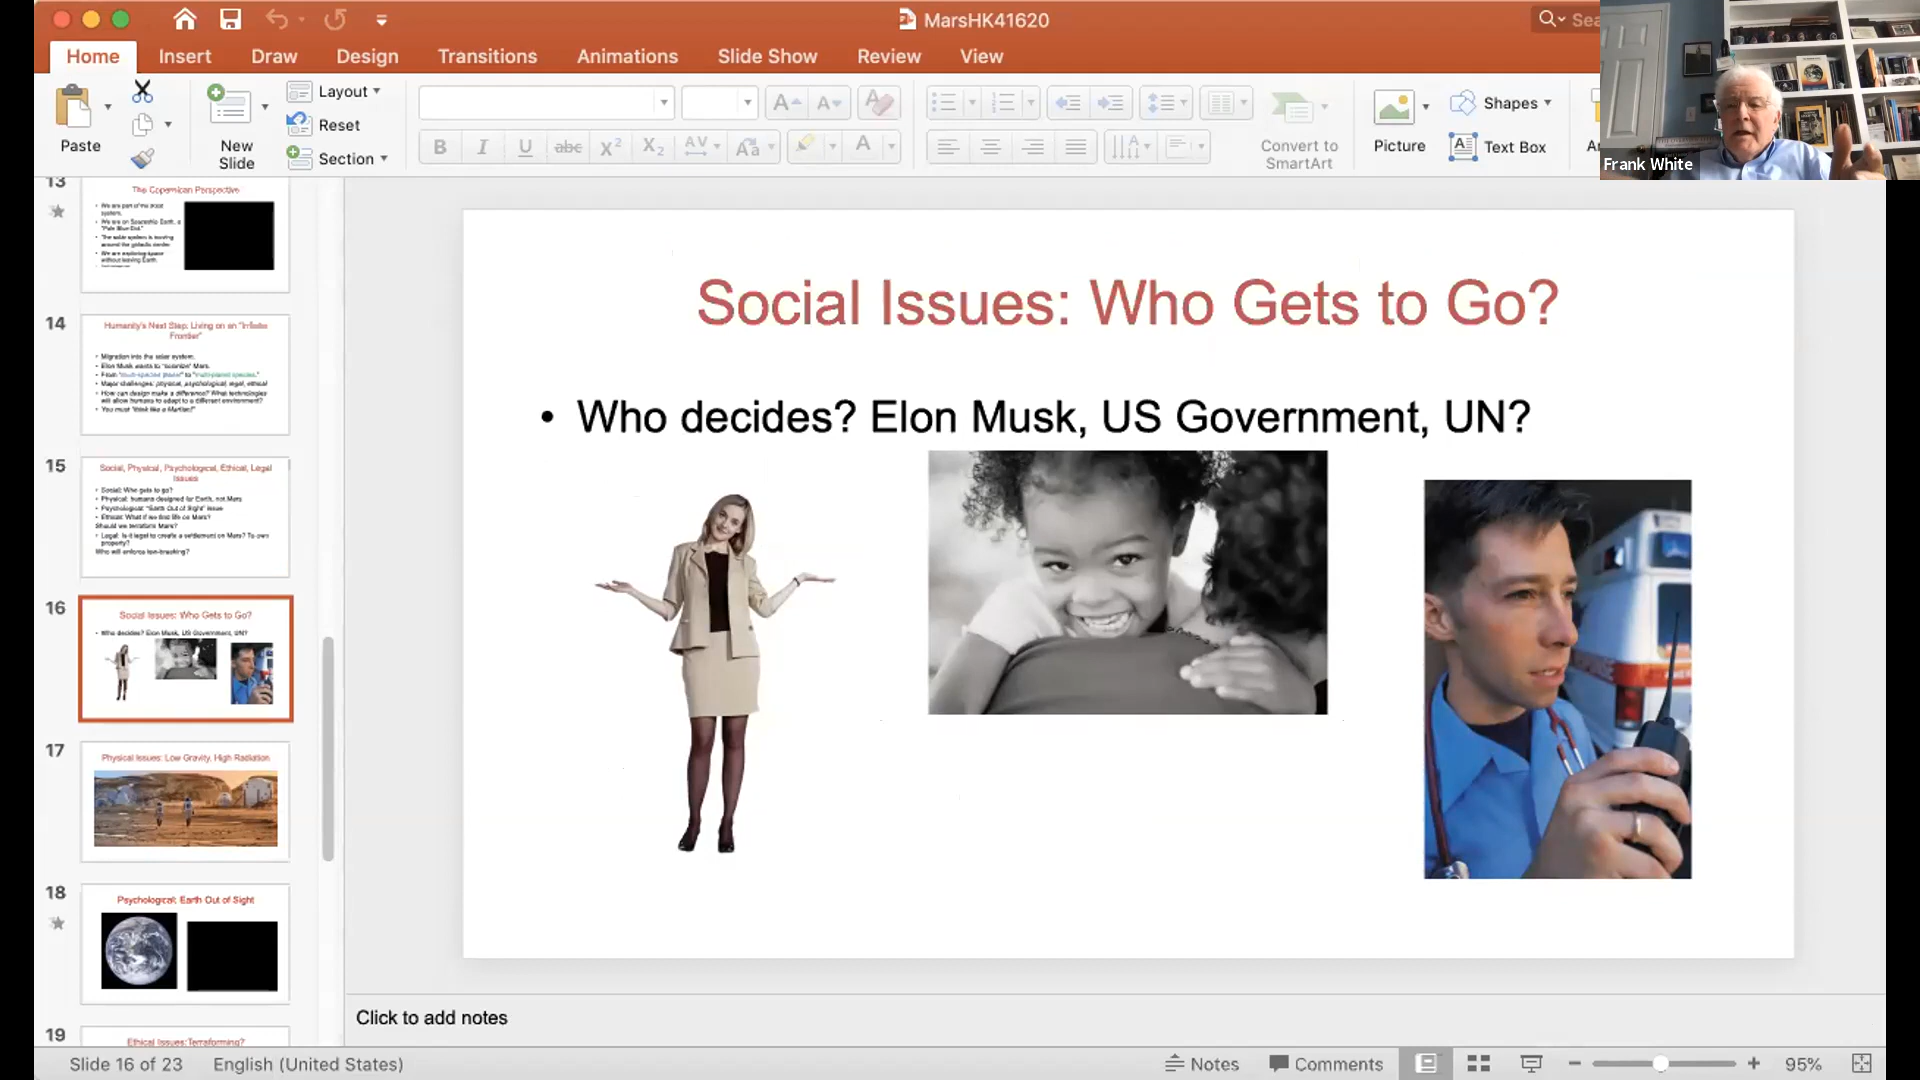 MarsHK41620
Sea
Home Insert Draw Design Transitions Animations Slide Show Review View
Paste
New
Slide
Layout
Reset
Section
B I U abc X² X₂ AV Aa A
Convert to
SmartArt
Picture
Shapes
Text Box
Frank White
13
The Copernican Perspective
We are part of the solar
system.
We are on Spaceship Earth, a
"Pale Blue Dot."
The solar system is moving
around the galactic center.
We are exploring space
without leaving Earth.
14
Humanity's Next Step: Living on an "Infinite
Frontier"
• Migration into the solar system.
• Elon Musk wants to "colonize" Mars.
• From "multi-species planet" to "multi-planet species."
• Major challenges: physical, psychological, legal, ethical
• How can design make a difference? What technologies
will allow humans to adapt to a different environment?
• You must "think like a Martian!"
15
Social, Physical, Psychological, Ethical, Legal
Issues
• Social: Who gets to go?
• Physical: humans designed for Earth, not Mars
• Psychological: "Earth Out of Sight" issue
• Ethical: What if we find life on Mars?
Should we terraform Mars?
• Legal: Is it legal to create a settlement on Mars? To own
property?
Who will enforce law-breaking?
16
Social Issues: Who Gets to Go?
• Who decides? Elon Musk, US Government, UN?
17
Physical Issues: Low Gravity, High Radiation
18
Psychological: Earth Out of Sight
19
Ethical Issues:Terraforming?
Social Issues: Who Gets to Go?
• Who decides? Elon Musk, US Government, UN?
Click to add notes
Slide 16 of 23 English (United States)
Notes Comments 95%